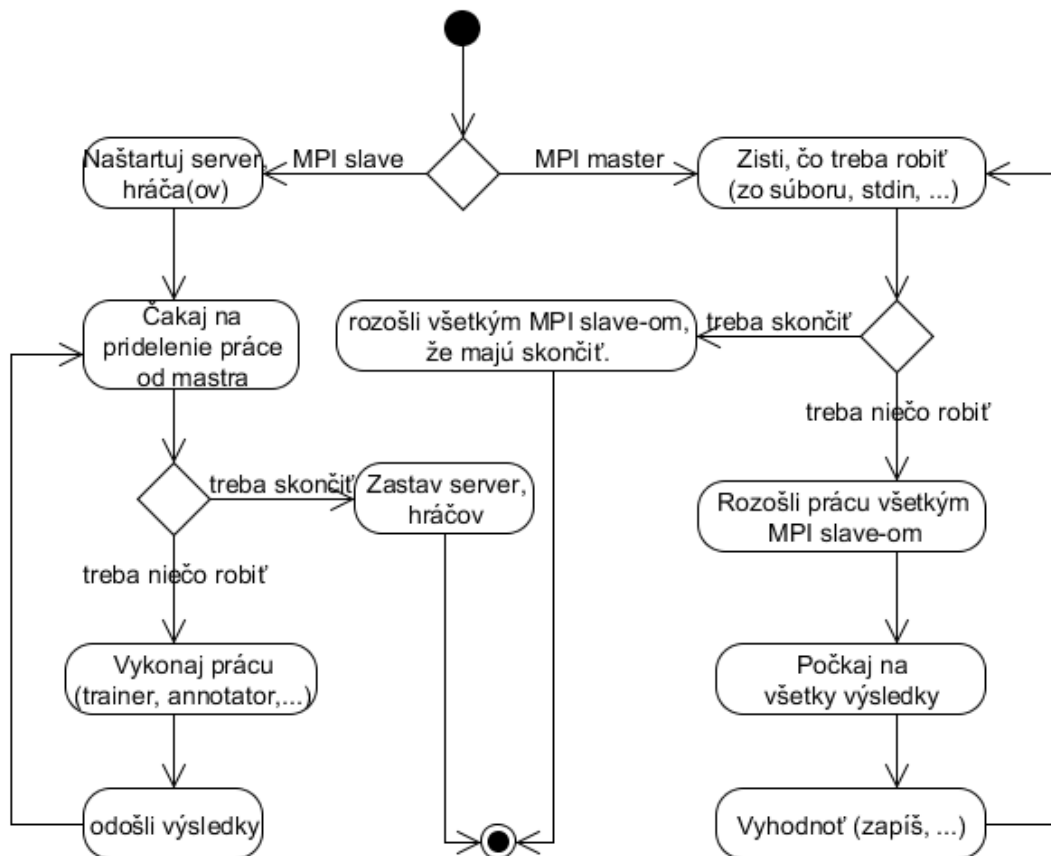 Naštartuj server,
hráča(ov)
MPI slave
MPI master
Zisti, čo treba robiť
(zo súboru, stdin, ...)
Čakaj na
pridelenie práce
od mastra
rozošli všetkým MPI slave-om,
že majú skončiť.
treba skončiť
treba niečo robiť
treba skončiť
Zastav server,
hráčov
Rozošli prácu všetkým
MPI slave-om
treba niečo robiť
Vykonaj prácu
(trainer, annotator,...)
Počkaj na
všetky výsledky
odošli výsledky
Vyhodnoť (zapíš, ...)